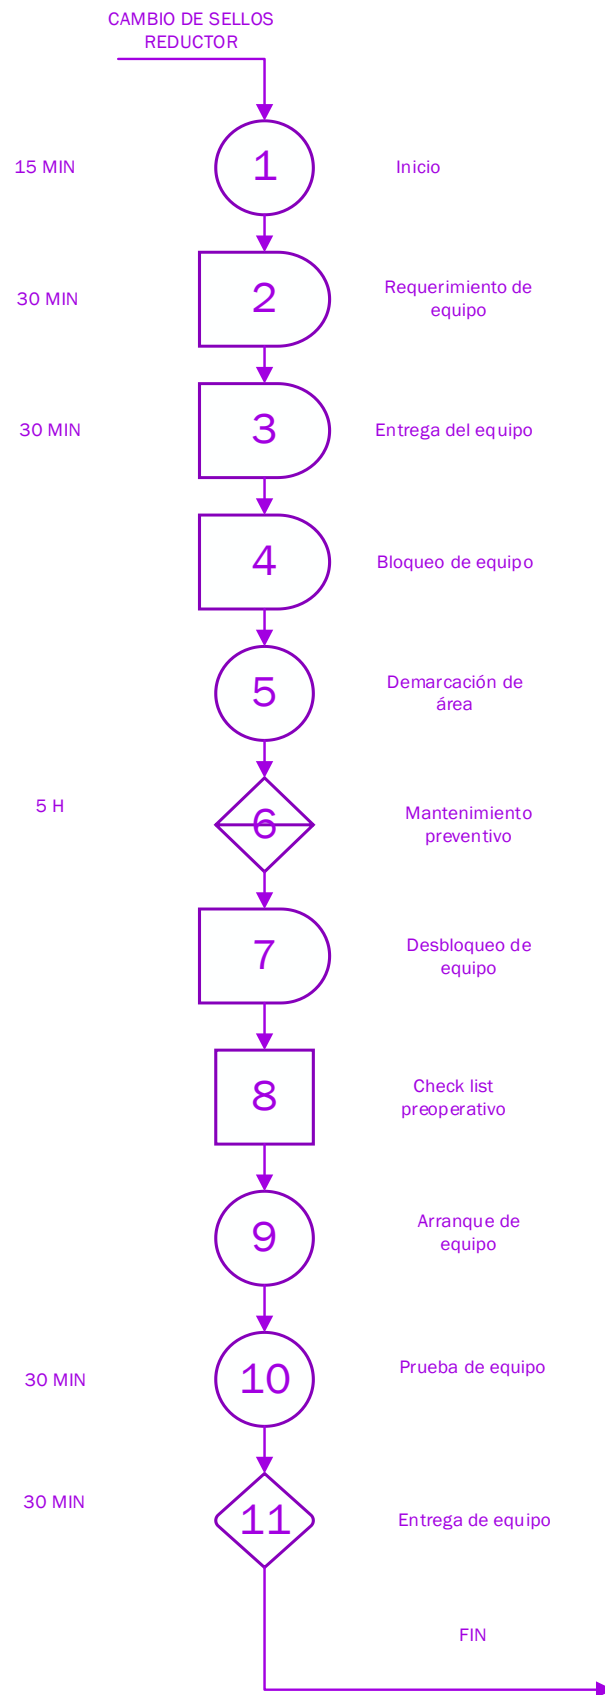 CAMBIO DE SELLOS
REDUCTOR
15 MIN
1
Inicio
30 MIN
2
Requerimiento de
equipo
30 MIN
3
Entrega del equipo
4
Bloqueo de equipo
5
Demarcación de
área
5 H
6
Mantenimiento
preventivo
7
Desbloqueo de
equipo
8
Check list
preoperativo
9
Arranque de
equipo
30 MIN
10
Prueba de equipo
30 MIN
11
Entrega de equipo
FIN